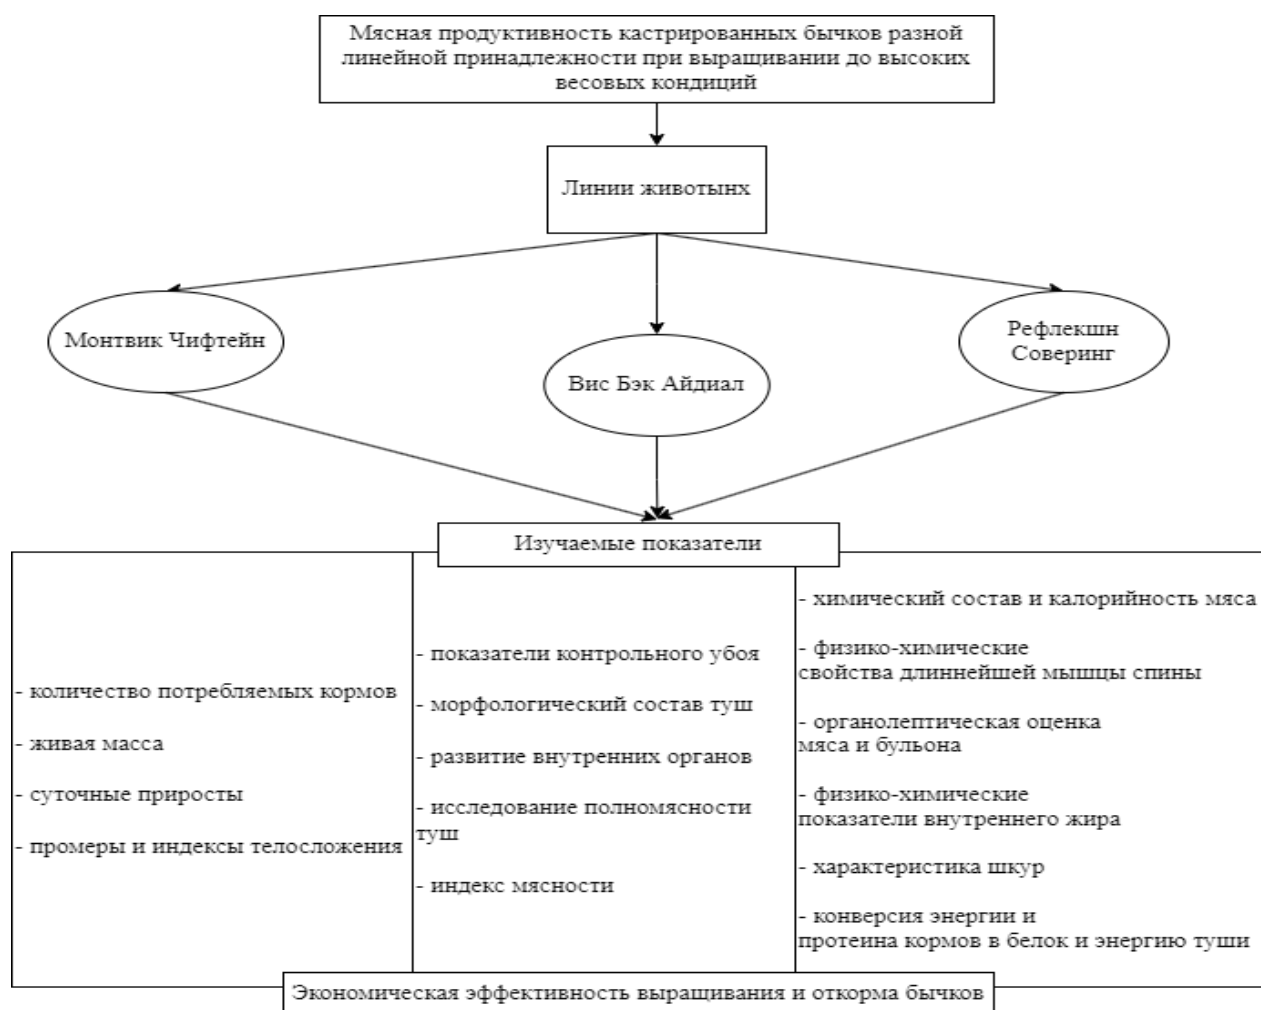 Мясная продуктивность кастрированных бычков разной
линейной принадлежности при выращивании до высоких
весовых кондиций
Линии животынх
Монтвик Чифтейн
Вис Бэк Айдиал
Рефлекшн
Соверинг
Изучаемые показатели
- количество потребляемых кормов
- живая масса
- суточные приросты
- промеры и индексы телосложения
- показатели контрольного убоя
- морфологический состав туш
- развитие внутренних органов
- исследование полномясности
туш
- индекс мясности
- химический состав и калорийность мяса
- физико-химические
свойства длиннейшей мышцы спины
- органолептическая оценка
мяса и бульона
- физико-химические
показатели внутреннего жира
- характеристика шкур
- конверсия энергии и
протеина кормов в белок и энергию туши
Экономическая эффективность выращивания и откорма бычков